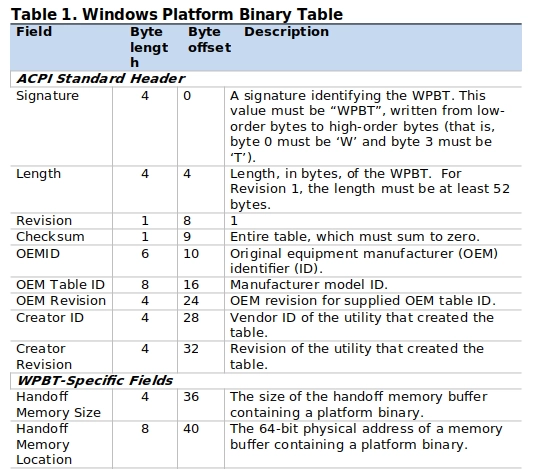 Table 1. Windows Platform Binary Table
Field Byte lengt h Byte offset Description
ACPI Standard Header
Signature 4 0 A signature identifying the WPBT. This
value must be “WPBT”, written from low-
order bytes to high-order bytes (that is,
byte 0 must be ‘W’ and byte 3 must be
‘T’).
Length 4 4 Length, in bytes, of the WPBT. For
Revision 1, the length must be at least 52
bytes.
Revision 1 8 1
Checksum 1 9 Entire table, which must sum to zero.
OEMID 6 10 Original equipment manufacturer (OEM)
identifier (ID).
OEM Table ID 8 16 Manufacturer model ID.
OEM Revision 4 24 OEM revision for supplied OEM table ID.
Creator ID 4 28 Vendor ID of the utility that created the
table.
Creator 4 32 Revision of the utility that created the
Revision table.
WPBT-Specific Fields
Handoff 4 36 The size of the handoff memory buffer
Memory Size containing a platform binary.
Handoff 8 40 The 64-bit physical address of a memory
Memory buffer containing a platform binary.
Location